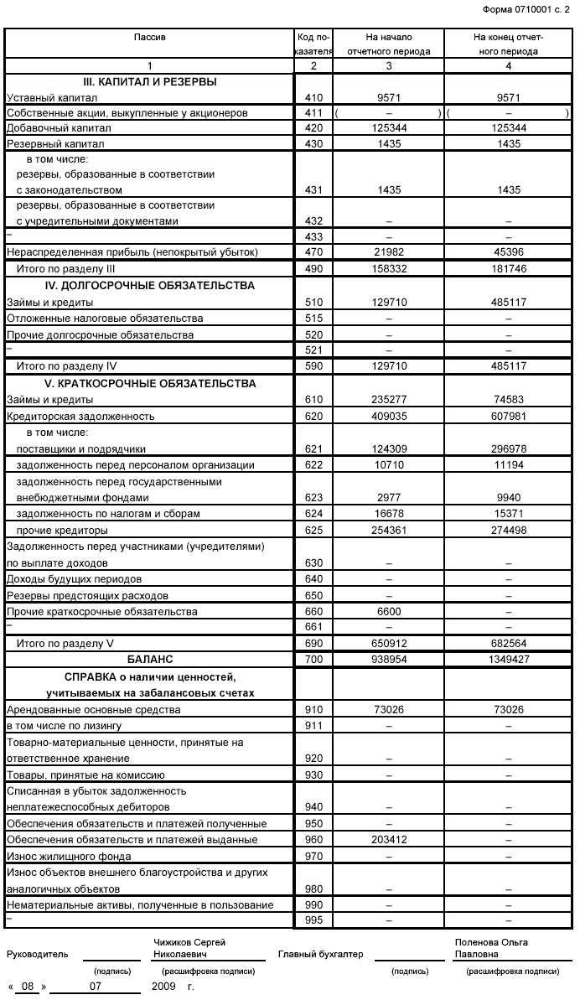 Форма 0710001 с. 2
Пассив Код по- На начало На конец отчет-
казателя отчетного периода ного периода
1 2 3 4
III. КАПИТАЛ И РЕЗЕРВЫ
Уставный капитал 410 9571 9571
Собственные акции, выкупленные у акционеров 411 ( – ) ( – )
Добавочный капитал 420 125344 125344
Резервный капитал 430 1435 1435
в том числе:
резервы, образованные в соответствии
с законодательством 431 1435 1435
резервы, образованные в соответствии
с учредительными документами 432 – –
– 433 – –
Нераспределенная прибыль (непокрытый убыток) 470 21982 45396
Итого по разделу III 490 158332 181746
IV. ДОЛГОСРОЧНЫЕ ОБЯЗАТЕЛЬСТВА
Займы и кредиты 510 129710 485117
Отложенные налоговые обязательства 515 – –
Прочие долгосрочные обязательства 520 – –
– 521 – –
Итого по разделу IV 590 129710 485117
V. КРАТКОСРОЧНЫЕ ОБЯЗАТЕЛЬСТВА
Займы и кредиты 610 235277 74583
Кредиторская задолженность 620 409035 607981
в том числе:
поставщики и подрядчики 621 124309 296978
задолженность перед персоналом организации 622 10710 11194
задолженность перед государственными
внебюджетными фондами 623 2977 9940
задолженность по налогам и сборам 624 16678 15371
прочие кредиторы 625 254361 274498
Задолженность перед участниками (учредителями)
по выплате доходов 630 – –
Доходы будущих периодов 640 – –
Резервы предстоящих расходов 650 – –
Прочие краткосрочные обязательства 660 6600 –
– 661 – –
Итого по разделу V 690 650912 682564
БАЛАНС 700 938954 1349427
СПРАВКА о наличии ценностей,
учитываемых на забалансовых счетах
Арендованные основные средства 910 73026 73026
в том числе по лизингу 911 – –
Товарно-материальные ценности, принятые на
ответственное хранение 920 – –
Товары, принятые на комиссию 930 – –
Списанная в убыток задолженность
неплатежеспособных дебиторов 940 – –
Обеспечения обязательств и платежей полученные 950 – –
Обеспечения обязательств и платежей выданные 960 203412 –
Износ жилищного фонда 970 – –
Износ объектов внешнего благоустройства и других
аналогичных объектов 980 – –
Нематериальные активы, полученные в пользование 990 – –
– 995 – –
Чижиков Сергей Поленова Ольга
Руководитель Николаевич Главный бухгалтер Павловна
(подпись) (расшифровка подписи) (подпись) (расшифровка подписи)
« 08 » 07 2009 г.